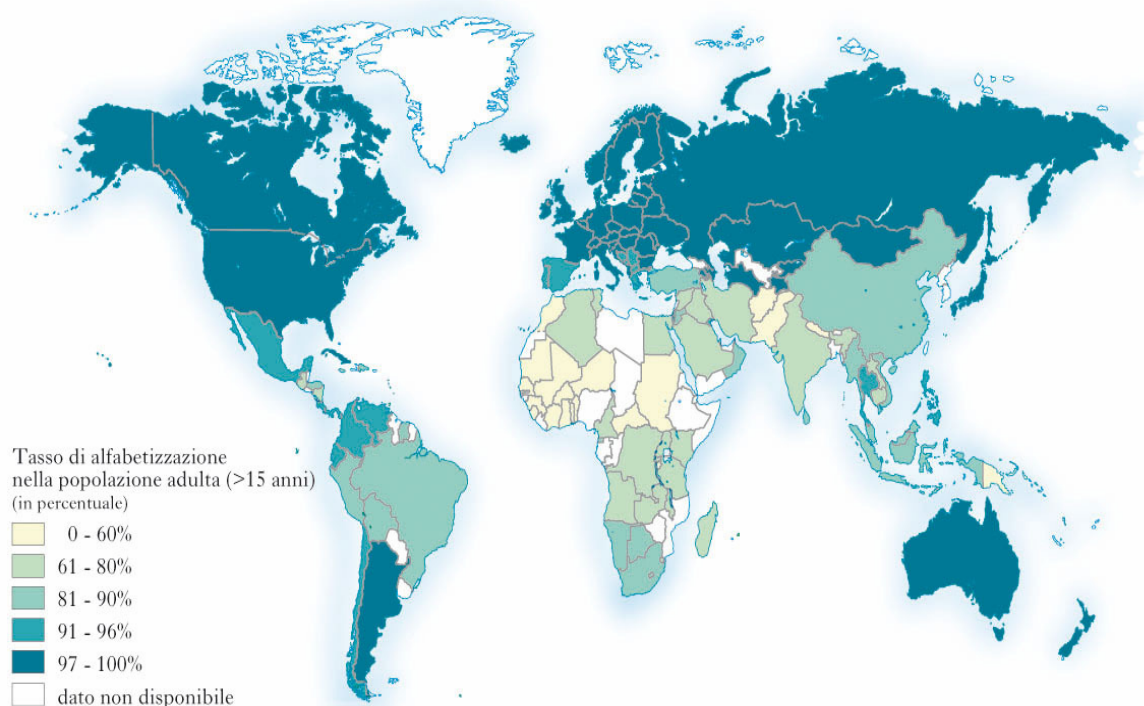 Tasso di alfabetizzazione
nella popolazione adulta (>15 anni)
(in percentuale)
0 - 60%
61 - 80%
81 - 90%
91 - 96%
97 - 100%
dato non disponibile